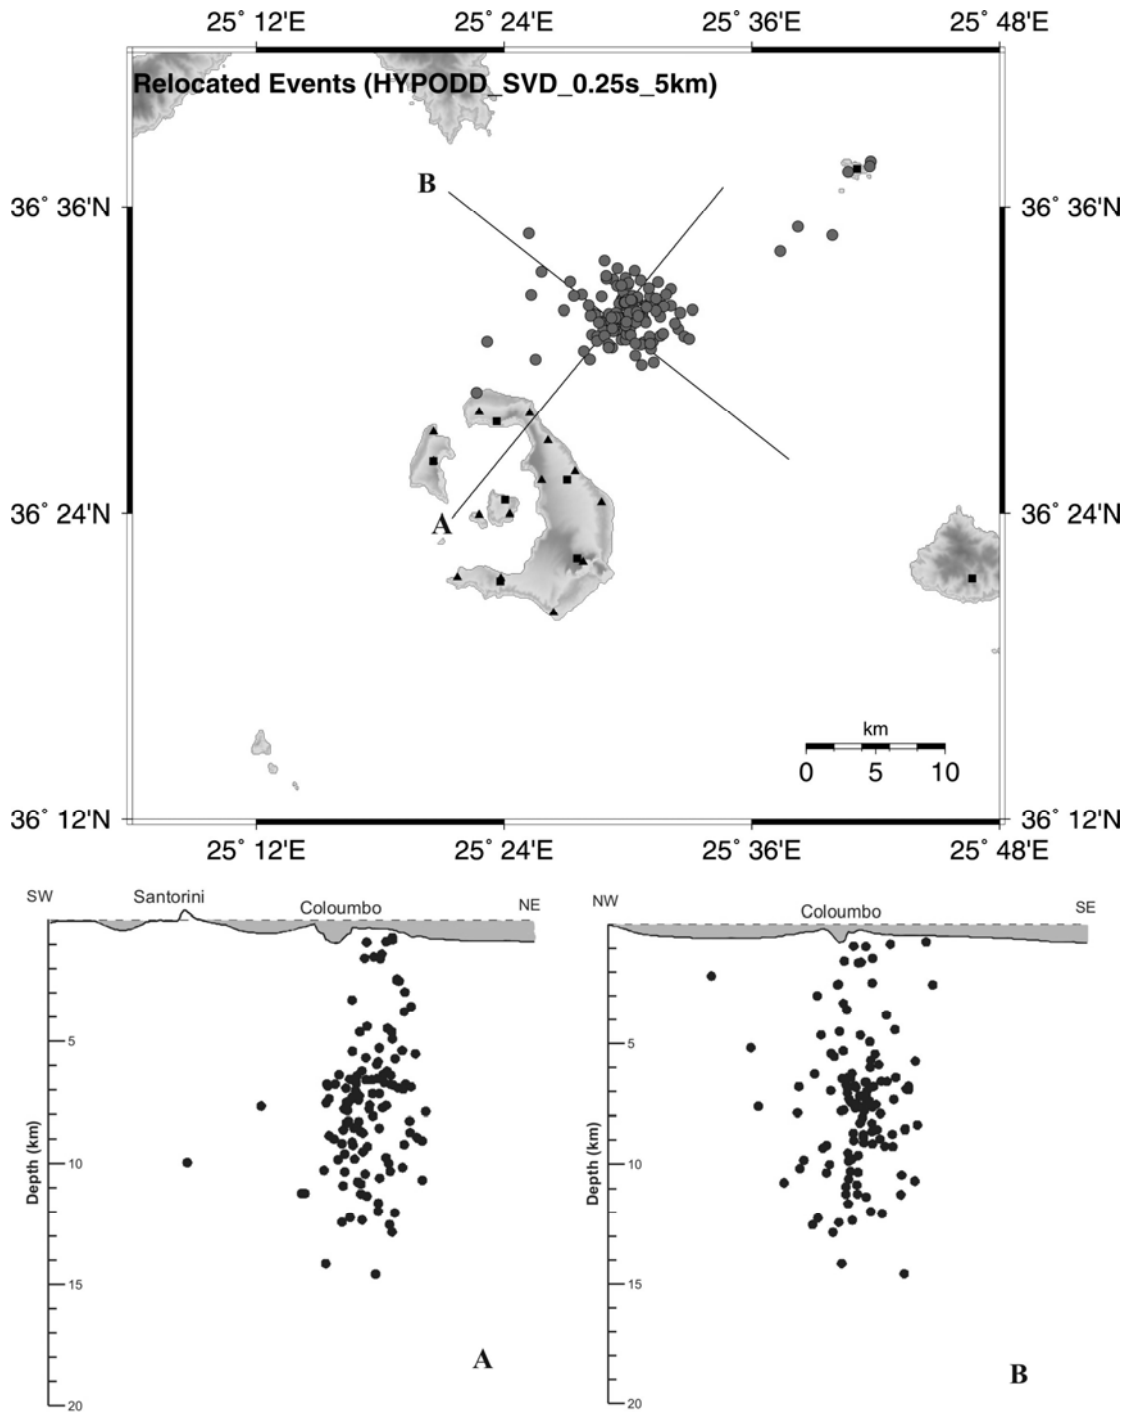 25° 12'E 25° 24'E 25° 36'E 25° 48'E
Relocated Events (HYPODD_SVD_0.25s_5km)
B
36° 36'N 36° 36'N
36° 24'N A 36° 24'N
km
0 5 10
36° 12'N 36° 12'N
25° 12'E 25° 24'E 25° 36'E 25° 48'E
SW Santorini Coloumbo NE
5
10
15
20
Depth (km)
A
NW Coloumbo SE
5
10
15
20
Depth (km)
B